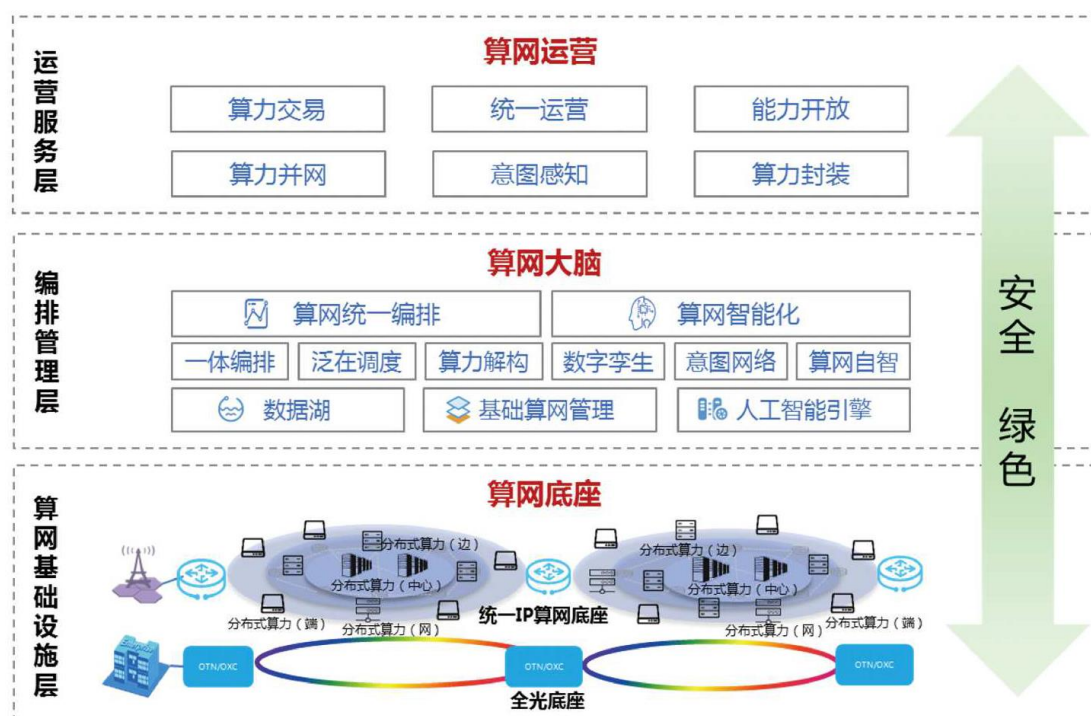 运营服务层
算网运营
算力交易 统一运营 能力开放
算力并网 意图感知 算力封装
编排管理层
算网大脑
算网统一编排 算网智能化
一体编排 泛在调度 算力解构 数字孪生 意图网络 算网自智
数据湖 基础算网管理 人工智能引擎
安全 绿色
算网基础设施层
算网底座
分布式算力（边） 分布式算力（边）
分布式算力（中心） 分布式算力（中心）
统一IP算网底座
分布式算力（端） 分布式算力（网） 分布式算力（网） 分布式算力（端）
OTN/OXC OTN/OXC OTN/OXC
全光底座